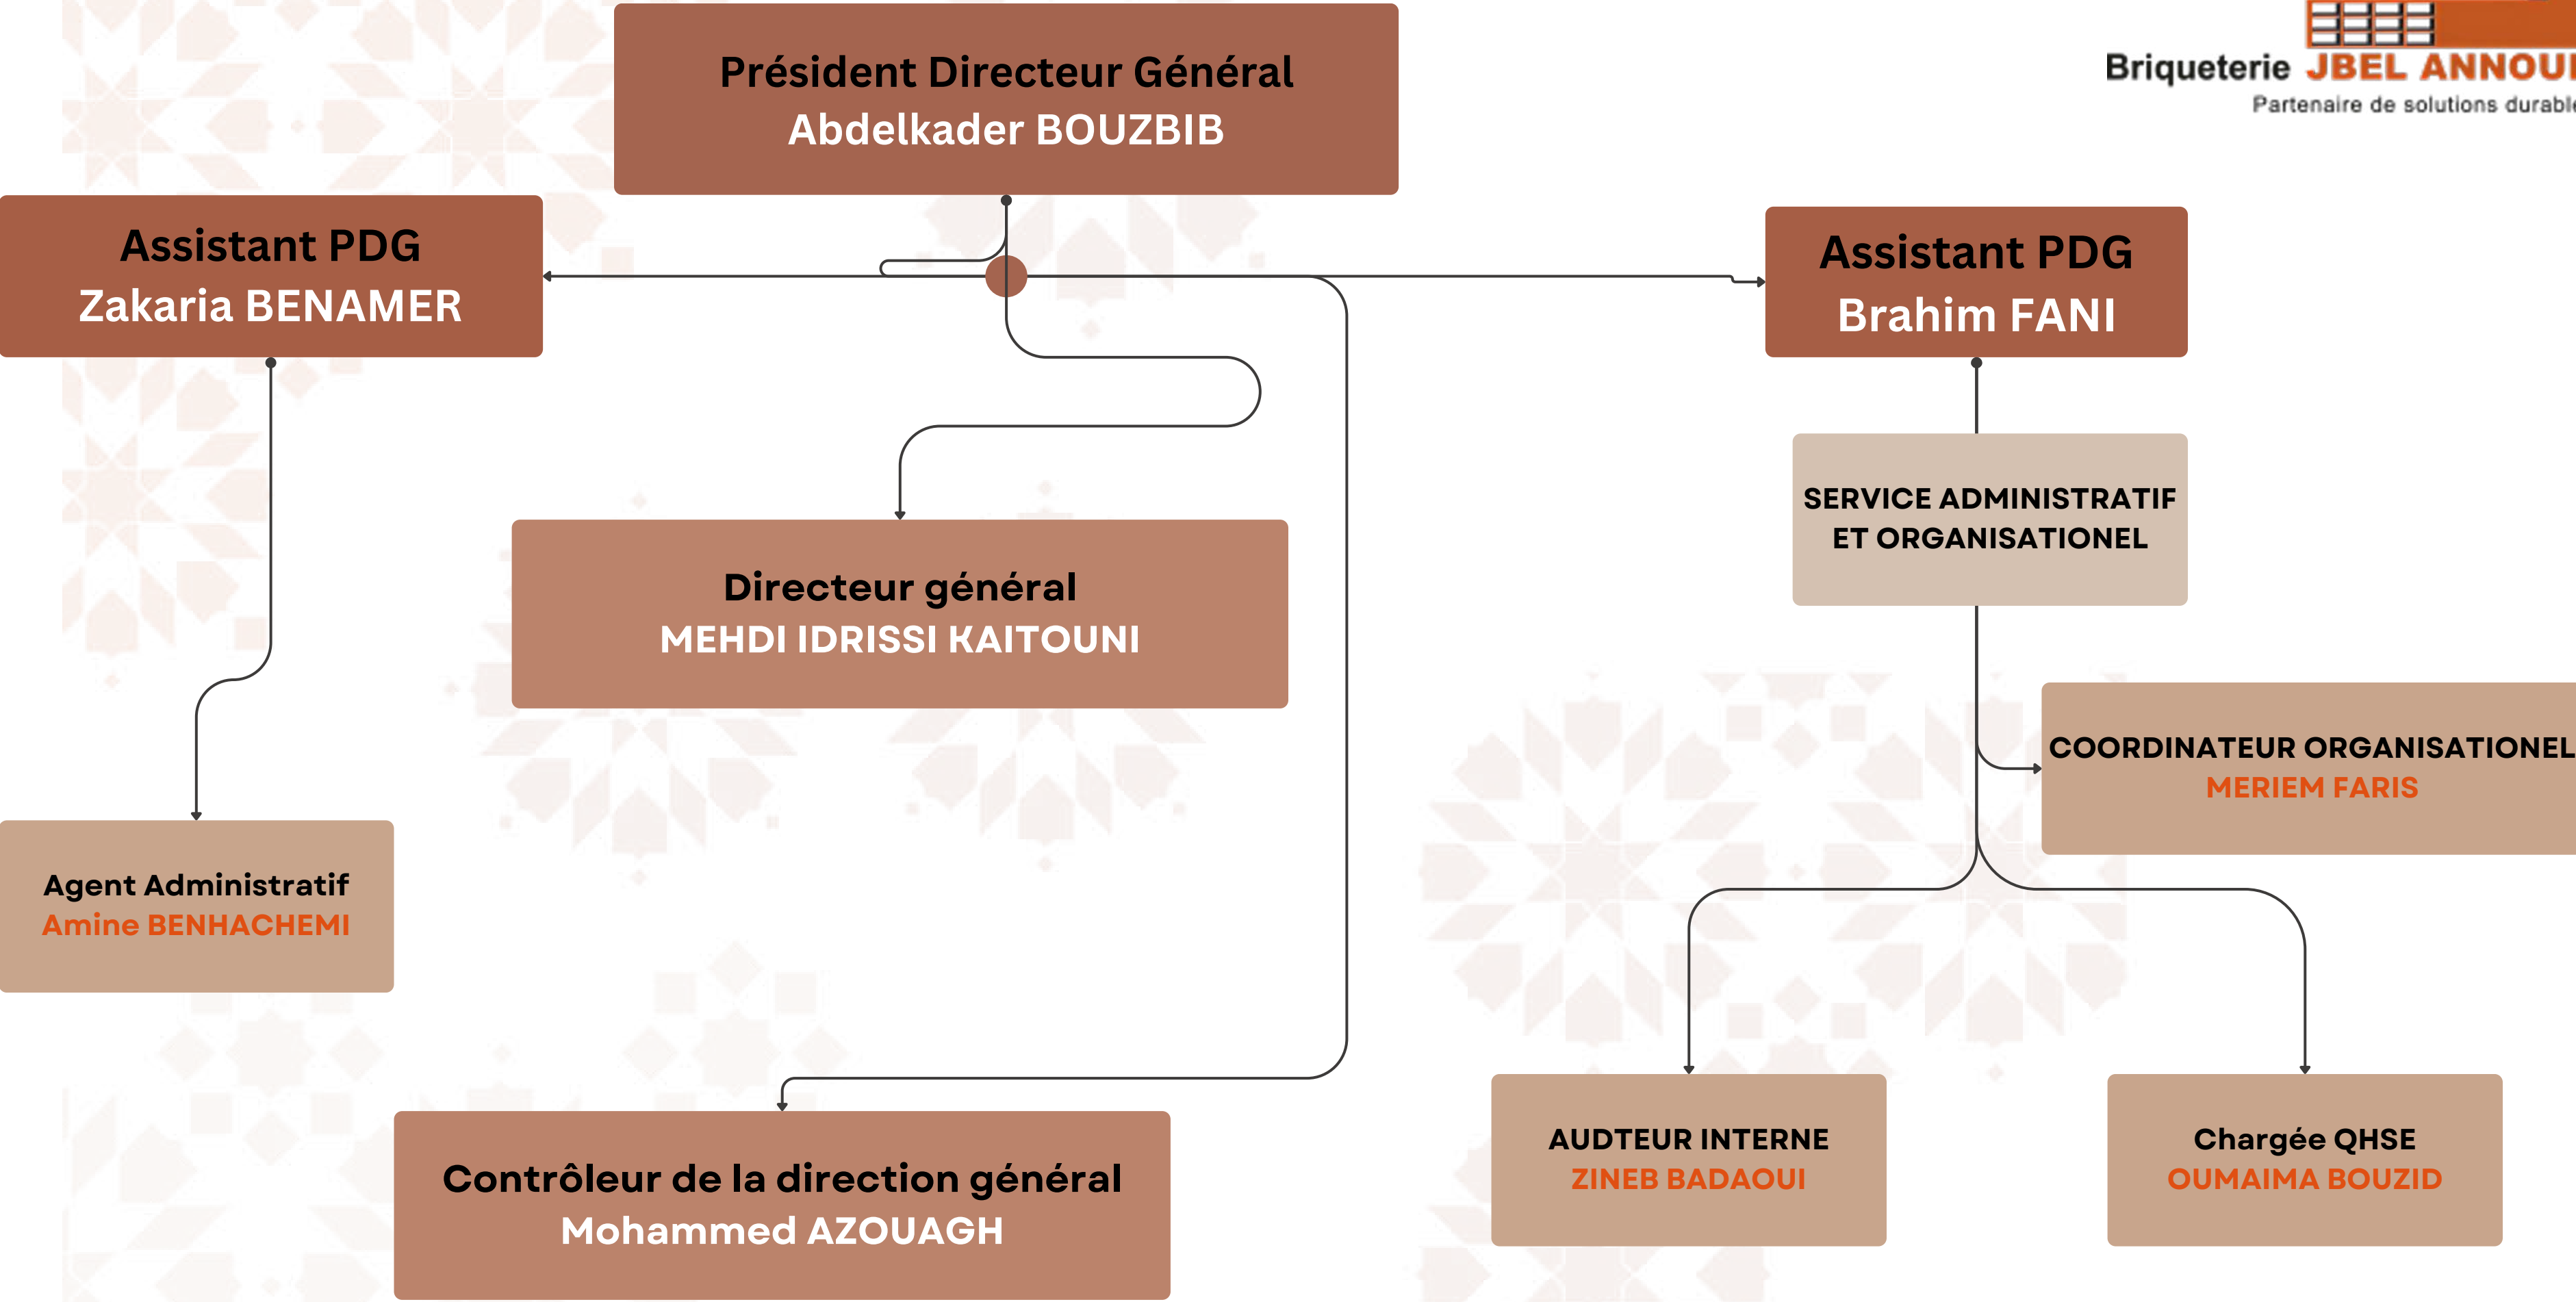 Président Directeur Général
Abdelkader BOUZBIB
Briqueterie JBEL ANNOUR
Partenaire de solutions durable
Assistant PDG
Zakaria BENAMER
Assistant PDG
Brahim FANI
SERVICE ADMINISTRATIF
ET ORGANISATIONEL
Directeur général
MEHDI IDRISSI KAITOUNI
COORDINATEUR ORGANISATIONEL
MERIEM FARIS
Agent Administratif
Amine BENHACHEMI
AUDTEUR INTERNE
ZINEB BADAOUI
Chargée QHSE
OUMAIMA BOUZID
Contrôleur de la direction général
Mohammed AZOUAGH